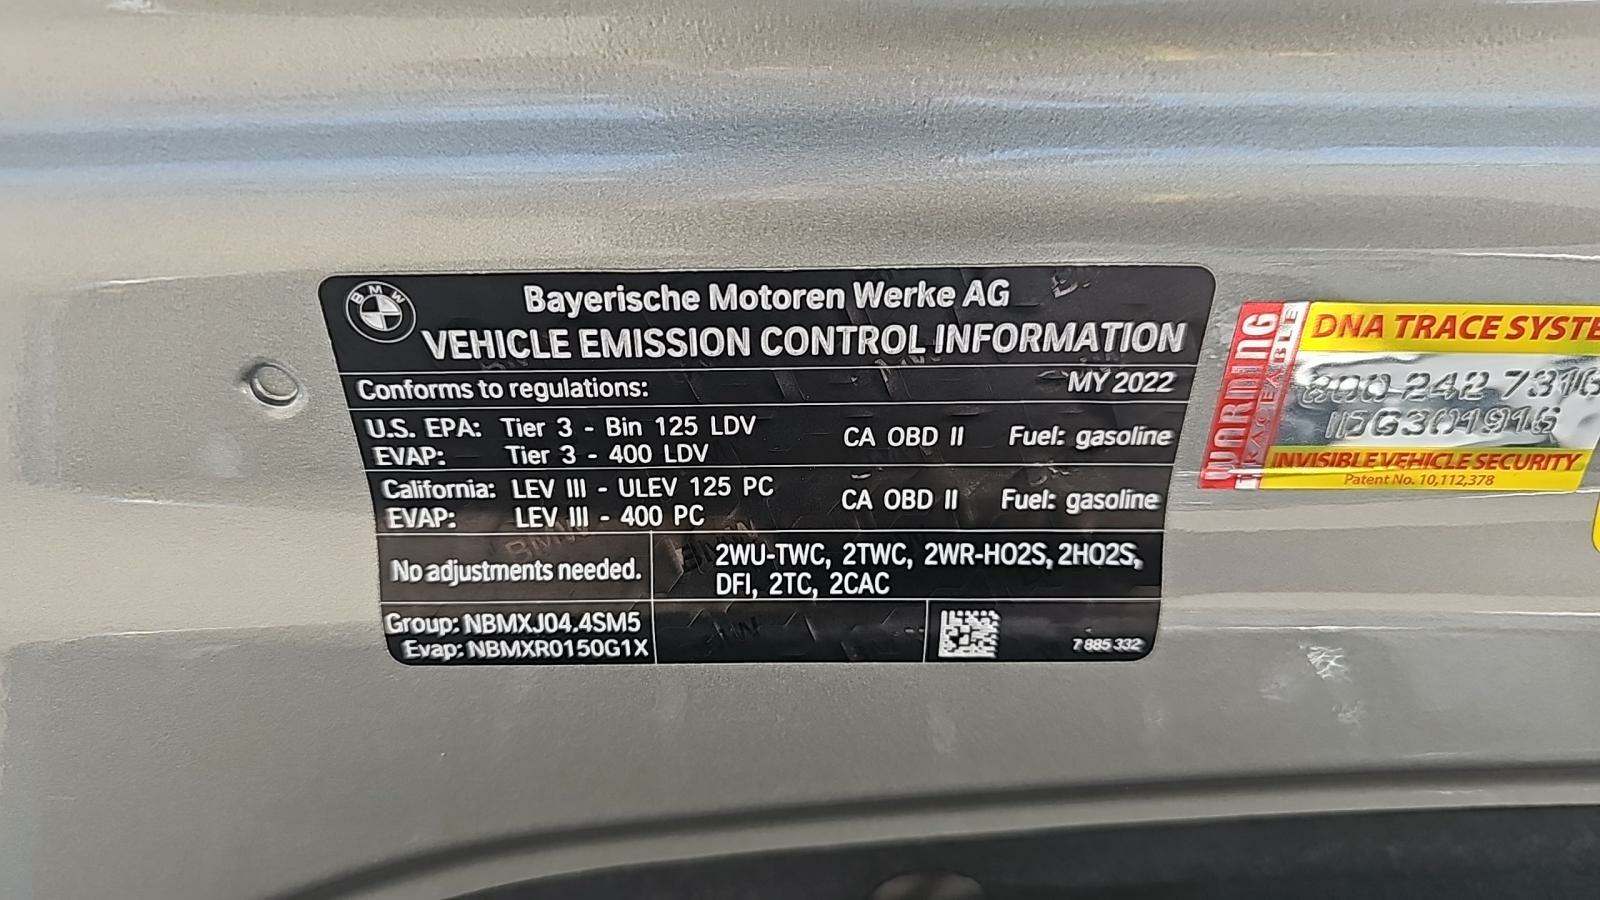 BMW
Bayerische Motoren Werke AG
VEHICLE EMISSION CONTROL INFORMATION
Conforms to regulations: MY 2022
U.S. EPA: Tier 3 - Bin 125 LDV CA OBD II Fuel: gasoline
EVAP: Tier 3 - 400 LDV
California: LEV III - ULEV 125 PC CA OBD II Fuel: gasoline
EVAP: LEV III - 400 PC
No adjustments needed.
2WU-TWC, 2TWC, 2WR-HO2S, 2HO2S,
DFI, 2TC, 2CAC
Group: NBMXJ04.4SM5
Evap: NBMXR0150G1X
7 885 332
WARNING
TRACEABLE
DNA TRACE SYSTE
800 242 7316
INVISIBLE VEHICLE SECURITY
Patent No. 10,112,378